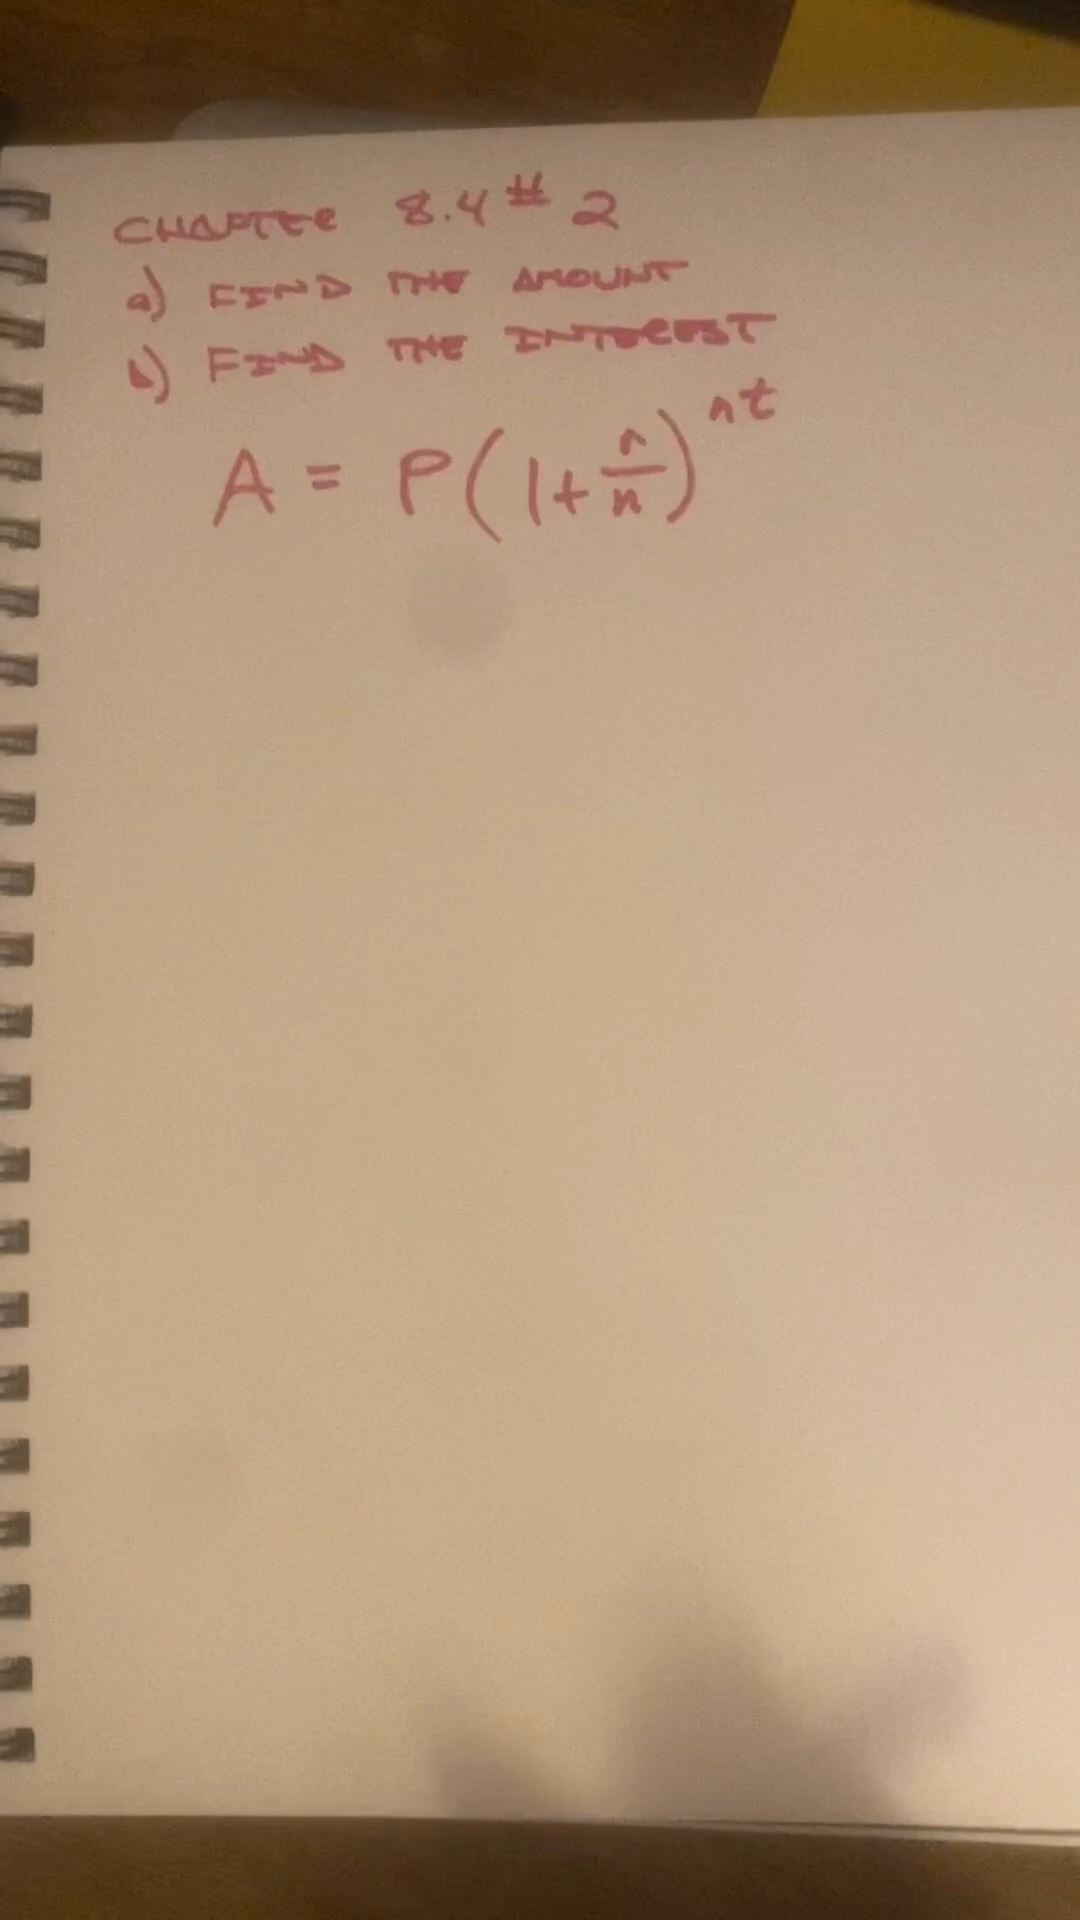 CHAPTER 8.4 # 2
a) FIND THE AMOUNT
b) FIND THE INTEREST
A = P(1+r/n)^nt